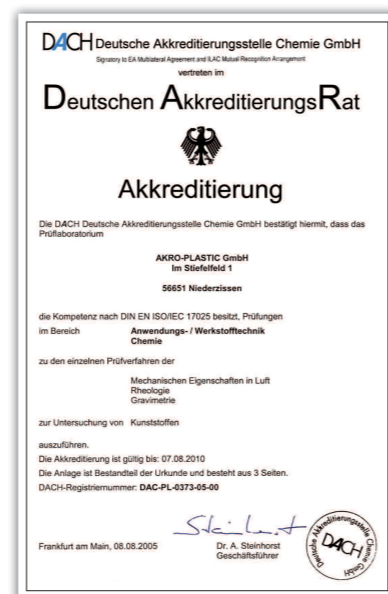 DACH Deutsche Akkreditierungsstelle Chemie GmbH
Signatory to EA Multilateral Agreement and ILAC Mutual Recognition Arrangement
vertreten im
Deutschen AkkreditierungsRat
Akkreditierung
Die DACH Deutsche Akkreditierungsstelle Chemie GmbH bestätigt hiermit, dass das
Prüflaboratorium
AKRO-PLASTIC GmbH
Im Stiefelfeld 1
56651 Niederzissen
die Kompetenz nach DIN EN ISO/IEC 17025 besitzt, Prüfungen
im Bereich Anwendungs- / Werkstofftechnik
Chemie
zu den einzelnen Prüfverfahren der
Mechanischen Eigenschaften in Luft
Rheologie
Gravimetrie
zur Untersuchung von Kunststoffen
auszuführen.
Die Akkreditierung ist gültig bis: 07.08.2010
Die Anlage ist Bestandteil der Urkunde und besteht aus 3 Seiten.
DACH-Registriernummer: DAC-PL-0373-05-00
Steinhorst
Frankfurt am Main, 08.08.2005 Dr. A. Steinhorst
Geschäftsführer
Deutsche Akkreditierungsstelle Chemie GmbH
DACH